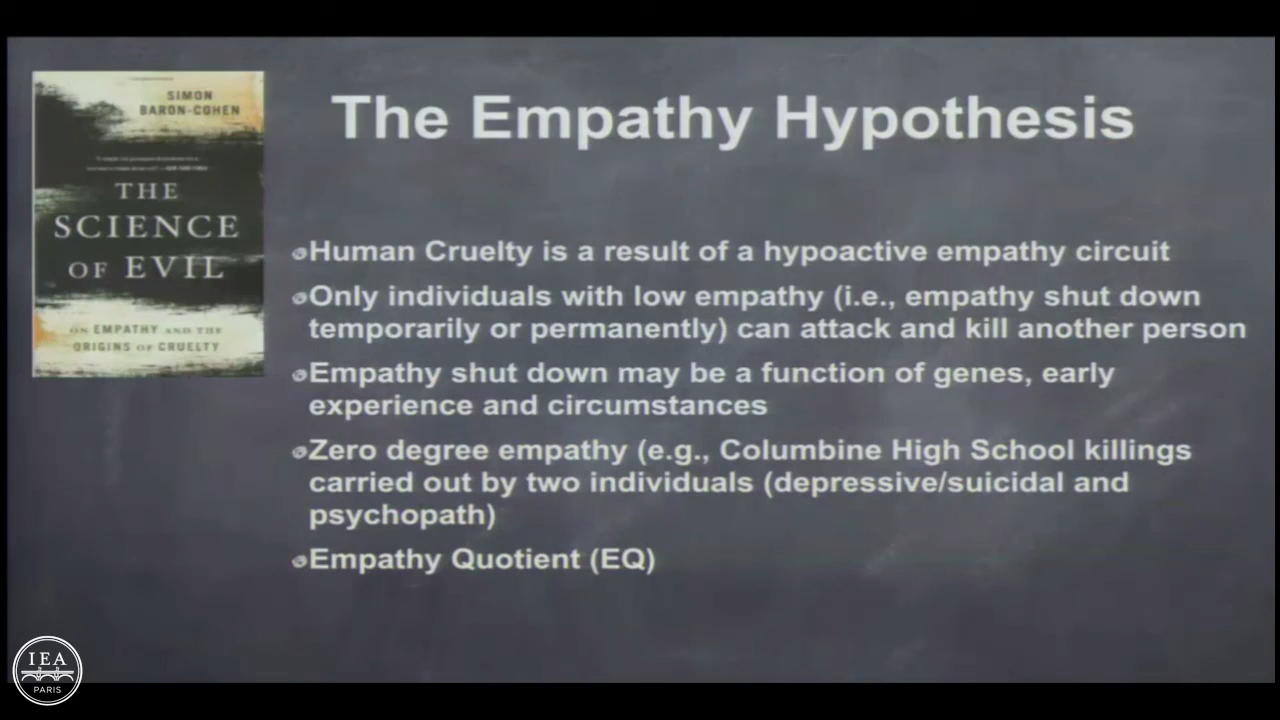 SIMON
BARON-COHEN
THE
SCIENCE
OF EVIL
ON EMPATHY AND THE
ORIGINS OF CRUELTY
The Empathy Hypothesis
Human Cruelty is a result of a hypoactive empathy circuit
Only individuals with low empathy (i.e., empathy shut down
temporarily or permanently) can attack and kill another person
Empathy shut down may be a function of genes, early
experience and circumstances
Zero degree empathy (e.g., Columbine High School killings
carried out by two individuals (depressive/suicidal and
psychopath)
Empathy Quotient (EQ)
IEA
PARIS